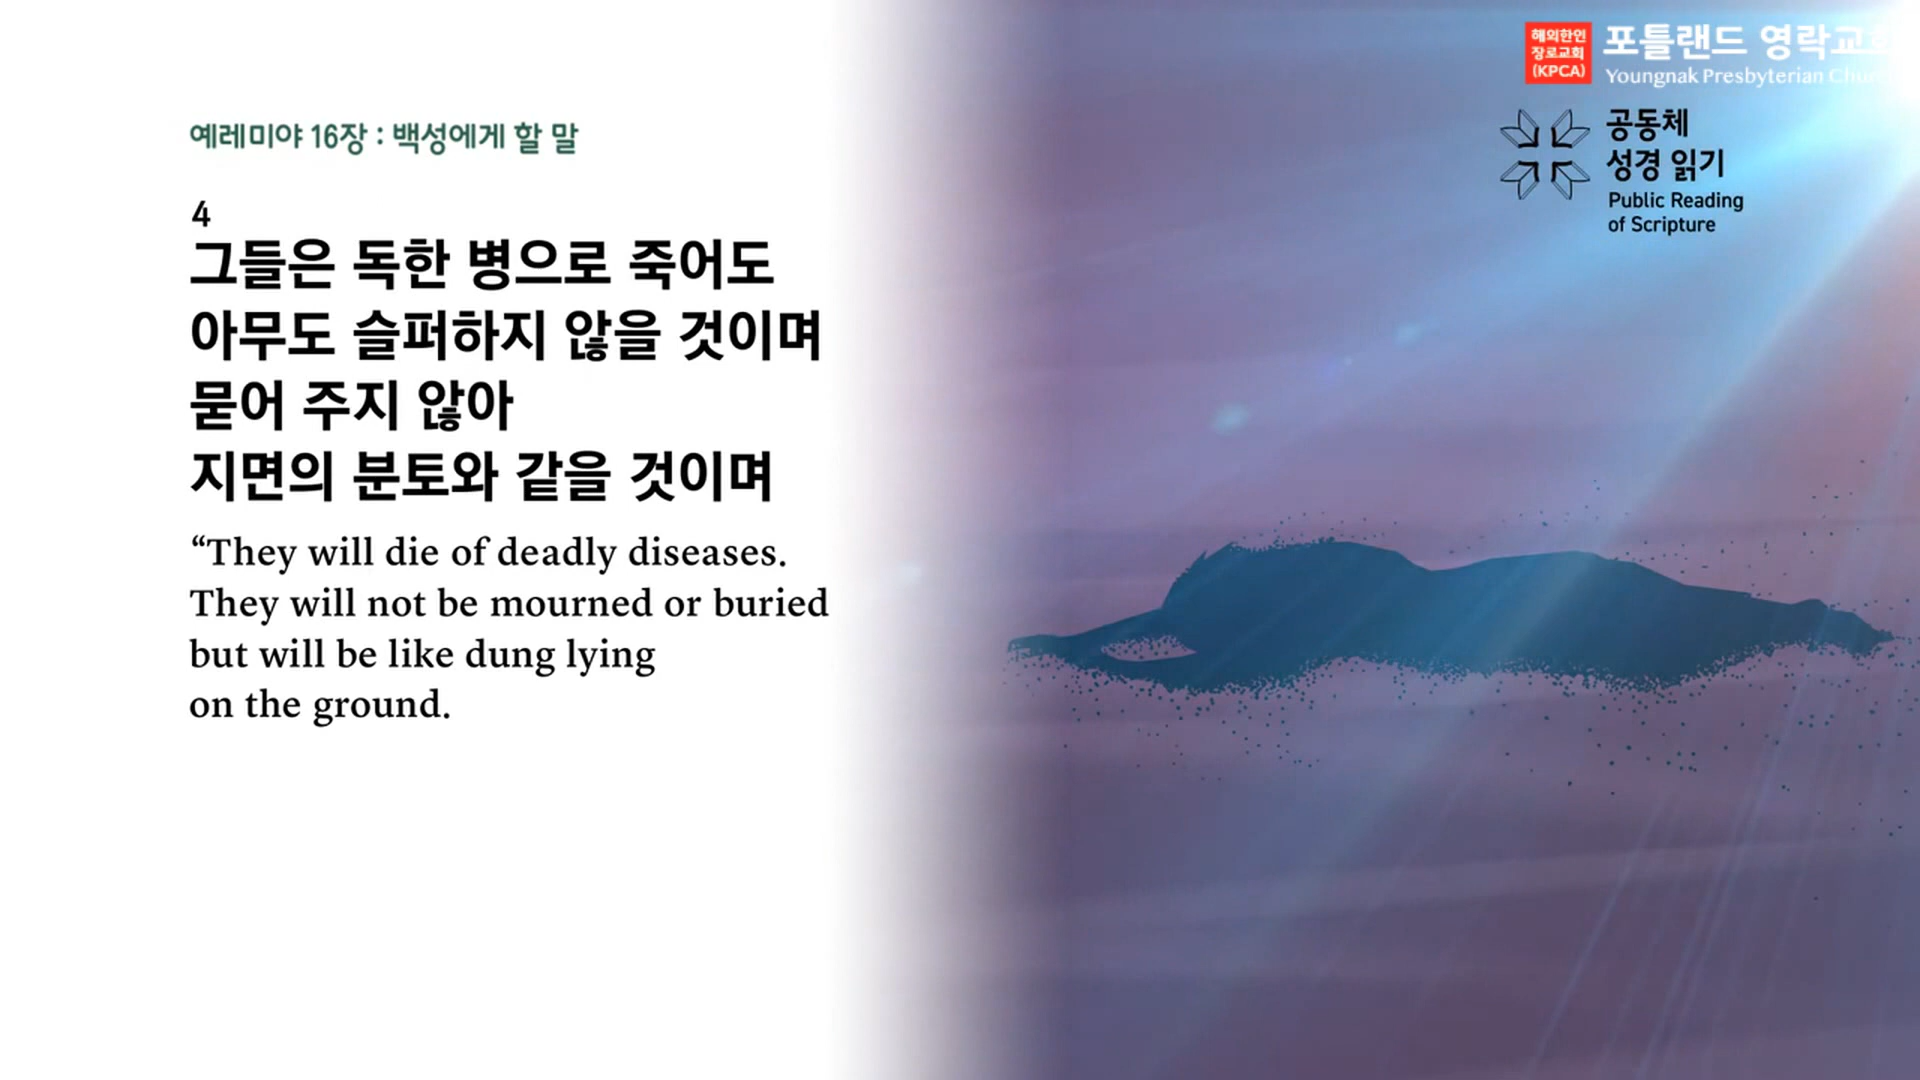 해외한인
장로교회
(KPCA)
포틀랜드 영락교회
Youngnak Presbyterian
공동체
성경 읽기
Public Reading
of Scripture
예레미야 16장 : 백성에게 할 말
4
그들은 독한 병으로 죽어도
아무도 슬퍼하지 않을 것이며
묻어 주지 않아
지면의 분토와 같을 것이며
“They will die of deadly diseases.
They will not be mourned or buried
but will be like dung lying
on the ground.